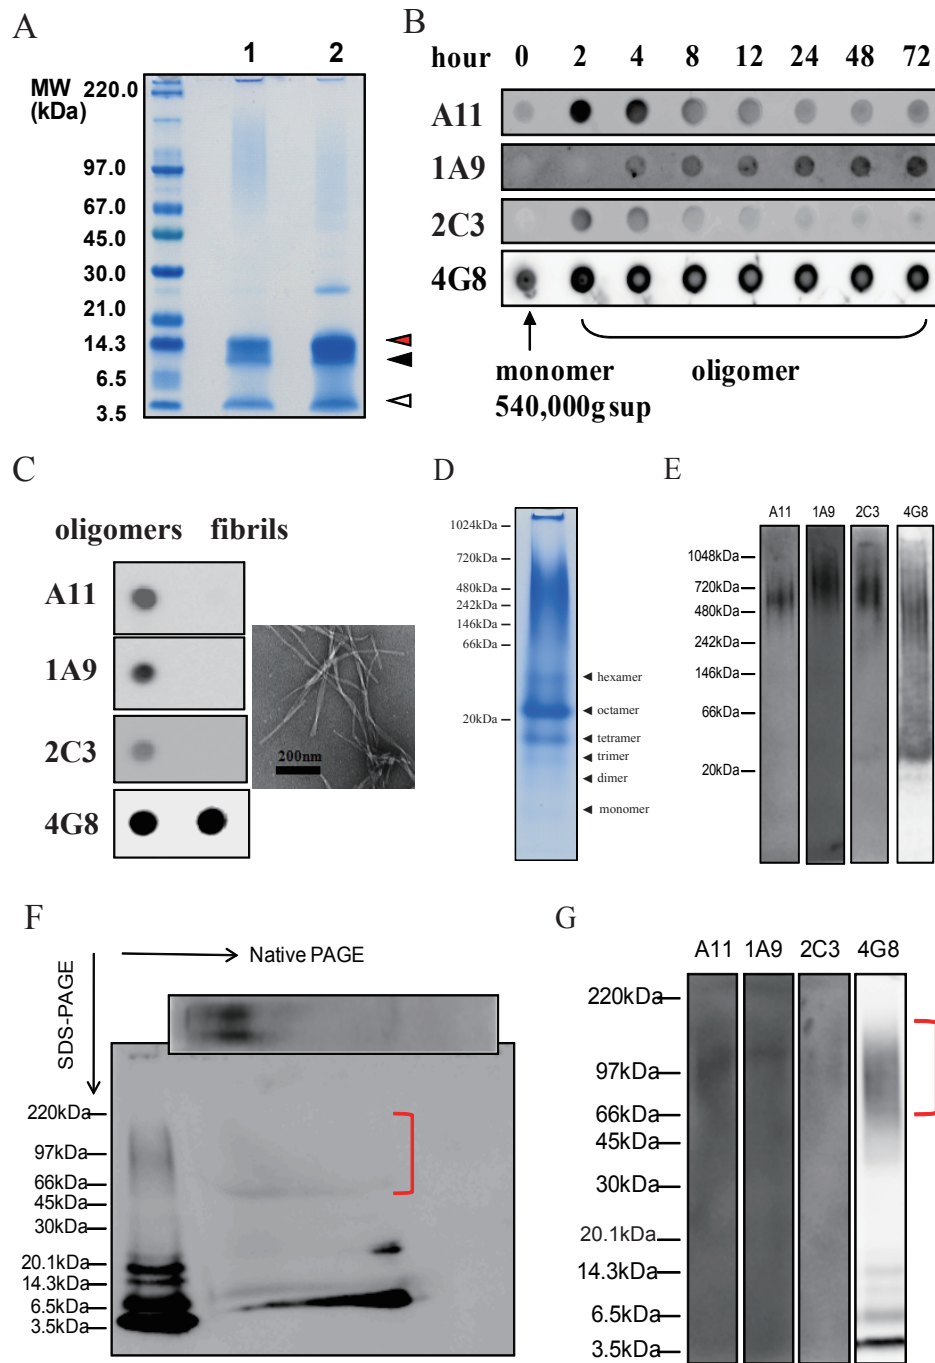 A
1 2
MW
(kDa)
220.0
97.0
67.0
45.0
30.0
21.0
14.3
6.5
3.5
B
hour 0 2 4 8 12 24 48 72
A11
1A9
2C3
4G8
monomer oligomer
540,000g sup
C
oligomers fibrils
A11
1A9
2C3
4G8
200nm
D
1024kDa
720kDa
480kDa
242kDa
146kDa
66kDa
20kDa
hexamer
octamer
tetramer
trimer
dimer
monomer
E
A11 1A9 2C3 4G8
1048kDa
720kDa
480kDa
242kDa
146kDa
66kDa
20kDa
F
Native PAGE
SDS-PAGE
220kDa
97kDa
66kDa
45kDa
30kDa
20.1kDa
14.3kDa
6.5kDa
3.5kDa
G
A11 1A9 2C3 4G8
220kDa
97kDa
66kDa
45kDa
30kDa
20.1kDa
14.3kDa
6.5kDa
3.5kDa